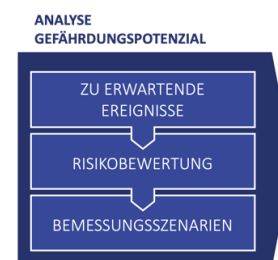 ANALYSE
GEFÄHRDUNGSPOTENZIAL
ZU ERWARTENDE
EREIGNISSE
RISIKOBEWERTUNG
BEMESSUNGSSZENARIEN